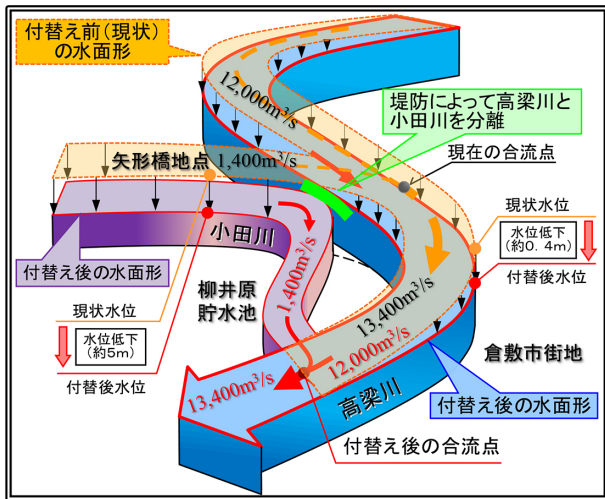 付替え前(現状)
の水面形
12,000m³/s
堤防によって高梁川と
小田川を分離
矢形橋地点
1,400m³/s
現在の合流点
小田川
付替え後の水面形
現状水位
水位低下
(約0.4m)
付替後水位
現状水位
水位低下
(約5m)
付替後水位
柳井原
貯水池
1,400m³/s
13,400m³/s
12,000m³/s
倉敷市街地
13,400m³/s
高梁川
付替え後の水面形
付替え後の合流点